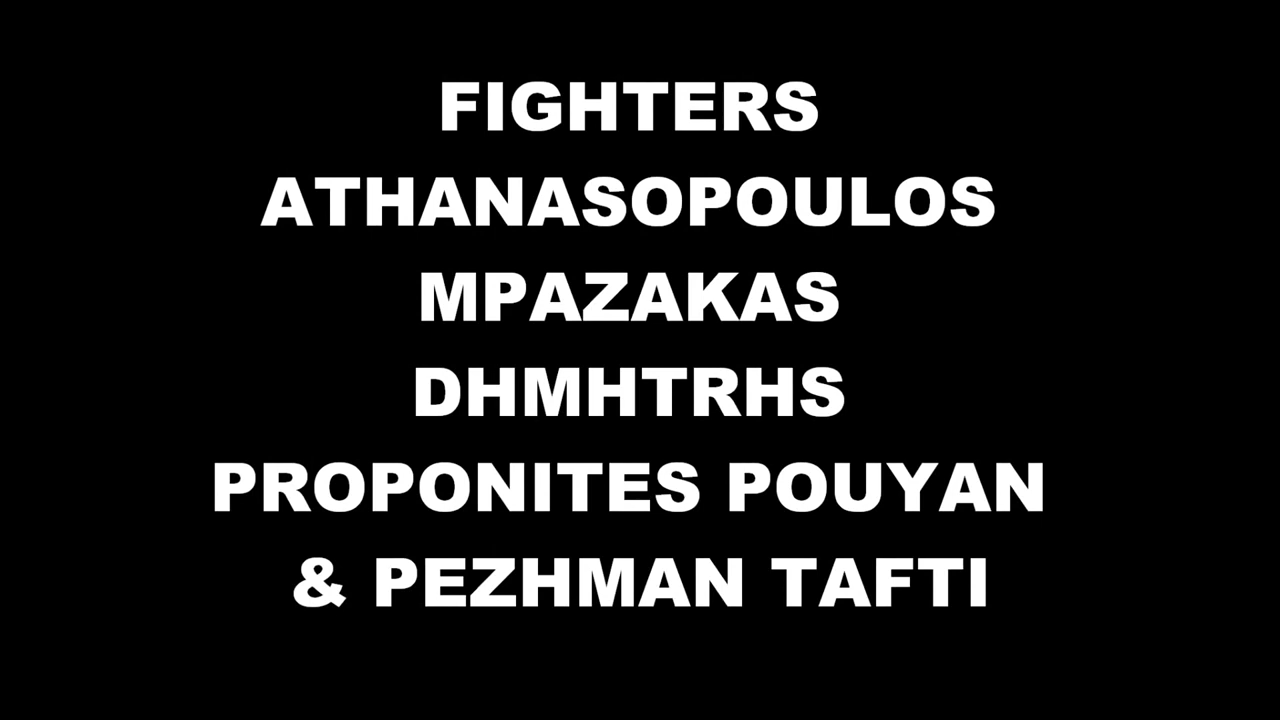 FIGHTERS
ATHANASOPOULOS
MPAZAKAS
DHMHTRHS
PROPONITES POUYAN
& PEZHMAN TAFTI